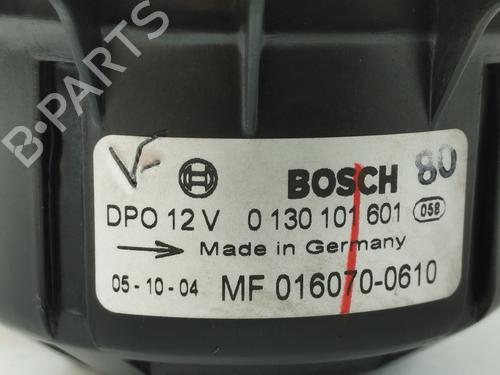 B-PARTS
V-
BOSCH 80
DPO 12 V 0 130 101 601 058
Made in Germany
05-10-04 MF 016070-0610